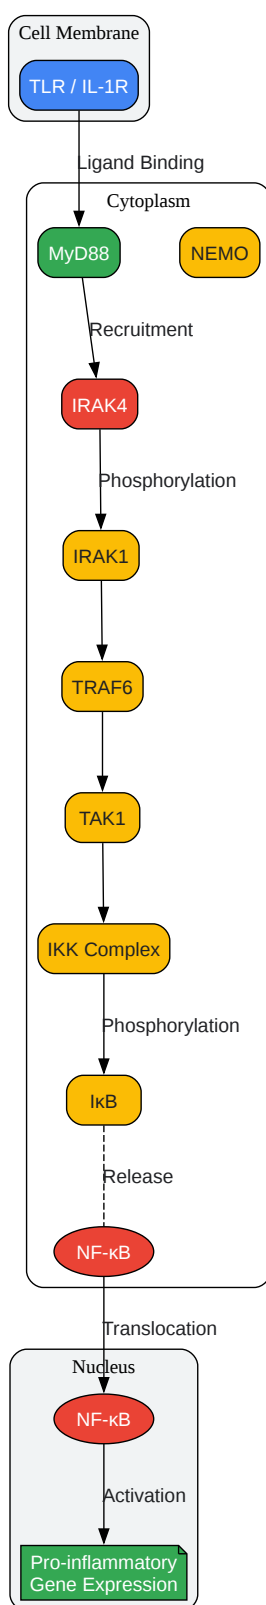 Cell Membrane
TLR / IL-1R
Ligand Binding
Cytoplasm
MyD88
NEMO
Recruitment
IRAK4
Phosphorylation
IRAK1
TRAF6
TAK1
IKK Complex
Phosphorylation
IκB
Release
NF-κB
Translocation
Nucleus
NF-κB
Activation
Pro-inflammatory
Gene Expression